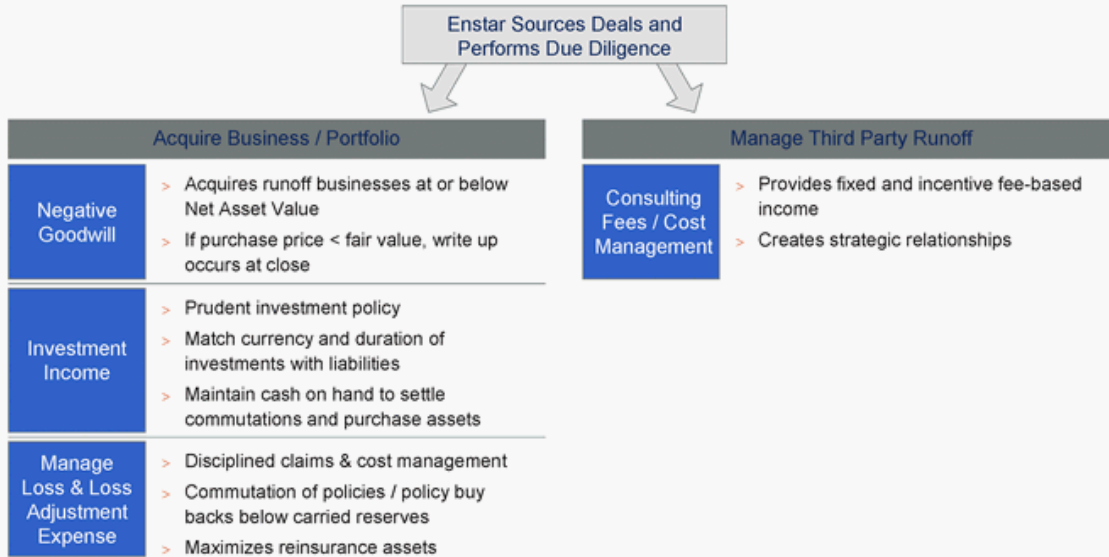 Enstar Sources Deals and
Performs Due Diligence
Acquire Business / Portfolio
Negative
Goodwill
> Acquires runoff businesses at or below
Net Asset Value
> If purchase price < fair value, write up
occurs at close
Investment
Income
> Prudent investment policy
> Match currency and duration of
investments with liabilities
> Maintain cash on hand to settle
commutations and purchase assets
Manage
Loss & Loss
Adjustment
Expense
> Disciplined claims & cost management
> Commutation of policies / policy buy
backs below carried reserves
> Maximizes reinsurance assets
Manage Third Party Runoff
Consulting
Fees / Cost
Management
> Provides fixed and incentive fee-based
income
> Creates strategic relationships